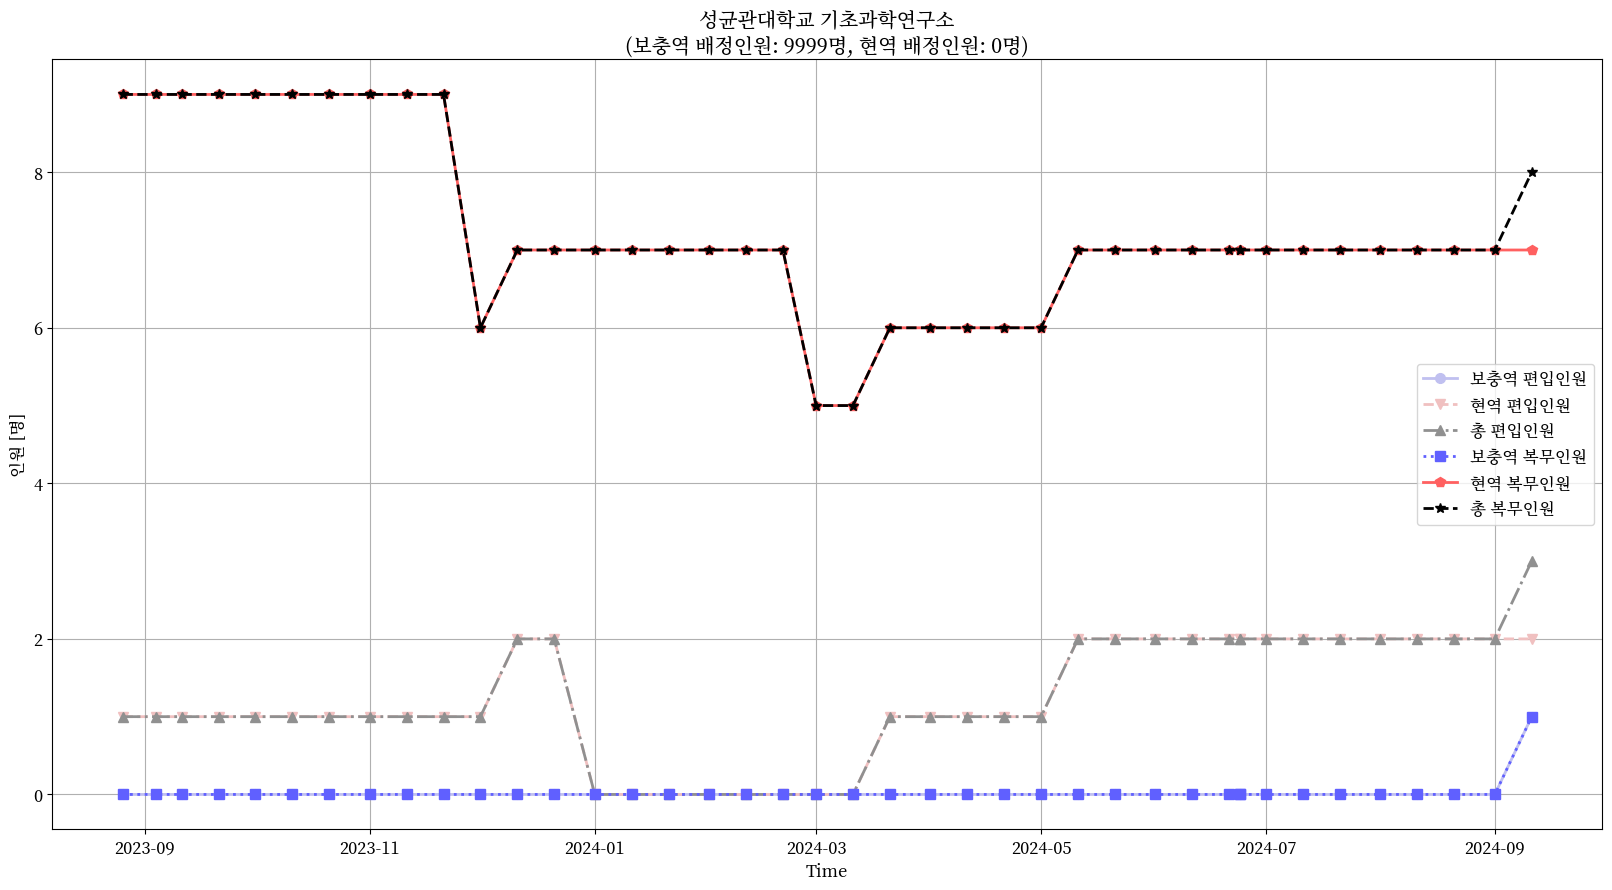 성균관대학교 기초과학연구소
(보충역 배정인원: 9999명, 현역 배정인원: 0명)
인원 [명]
8
6
4
2
0
보충역 편입인원
현역 편입인원
총 편입인원
보충역 복무인원
현역 복무인원
총 복무인원
2023-09
2023-11
2024-01
2024-03
2024-05
2024-07
2024-09
Time